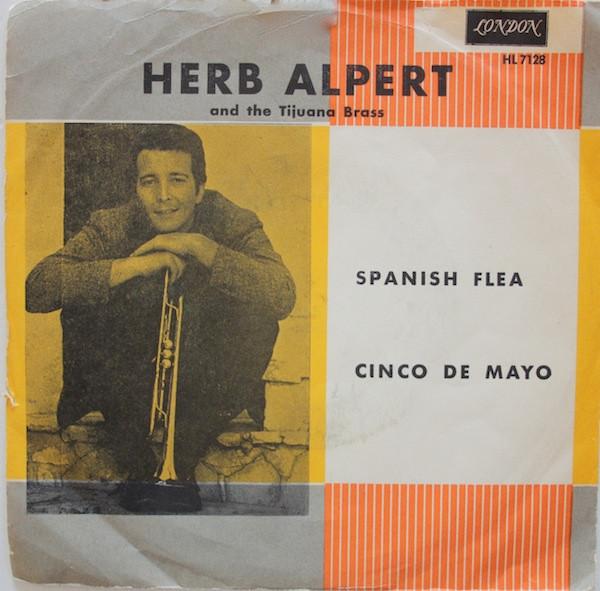 LONDON
HL 7128
HERB ALPERT
and the Tijuana Brass
SPANISH FLEA
CINCO DE MAYO